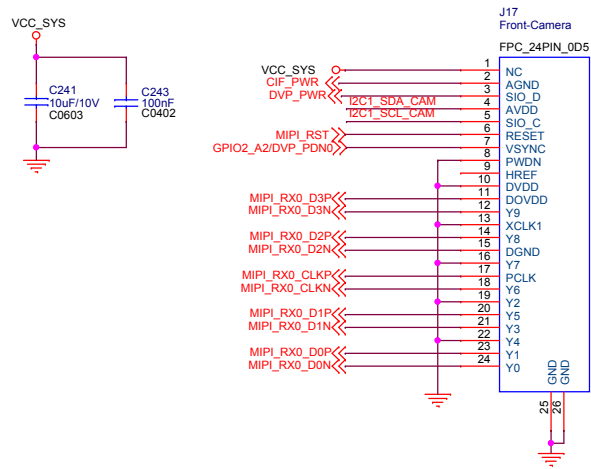 J17
Front-Camera
FPC_24PIN_0D5
VCC_SYS
C241
10uF/10V
C0603
C243
100nF
C0402
VCC_SYS 1 NC
CIF_PWR 2 AGND
DVP_PWR 3 SIO_D
I2C1_SDA_CAM 4 AVDD
I2C1_SCL_CAM 5 SIO_C
MIPI_RST 6 RESET
GPIO2_A2/DVP_PDN0 7 VSYNC
8 PWDN
9 HREF
10 DVDD
MIPI_RX0_D3P 11 DOVDD
MIPI_RX0_D3N 12 Y9
13 XCLK1
MIPI_RX0_D2P 14 Y8
MIPI_RX0_D2N 15 DGND
16 Y7
MIPI_RX0_CLKP 17 PCLK
MIPI_RX0_CLKN 18 Y6
19 Y2
MIPI_RX0_D1P 20 Y5
MIPI_RX0_D1N 21 Y3
22 Y4
MIPI_RX0_D0P 23 Y1
MIPI_RX0_D0N 24 Y0
GND
GND
25
26